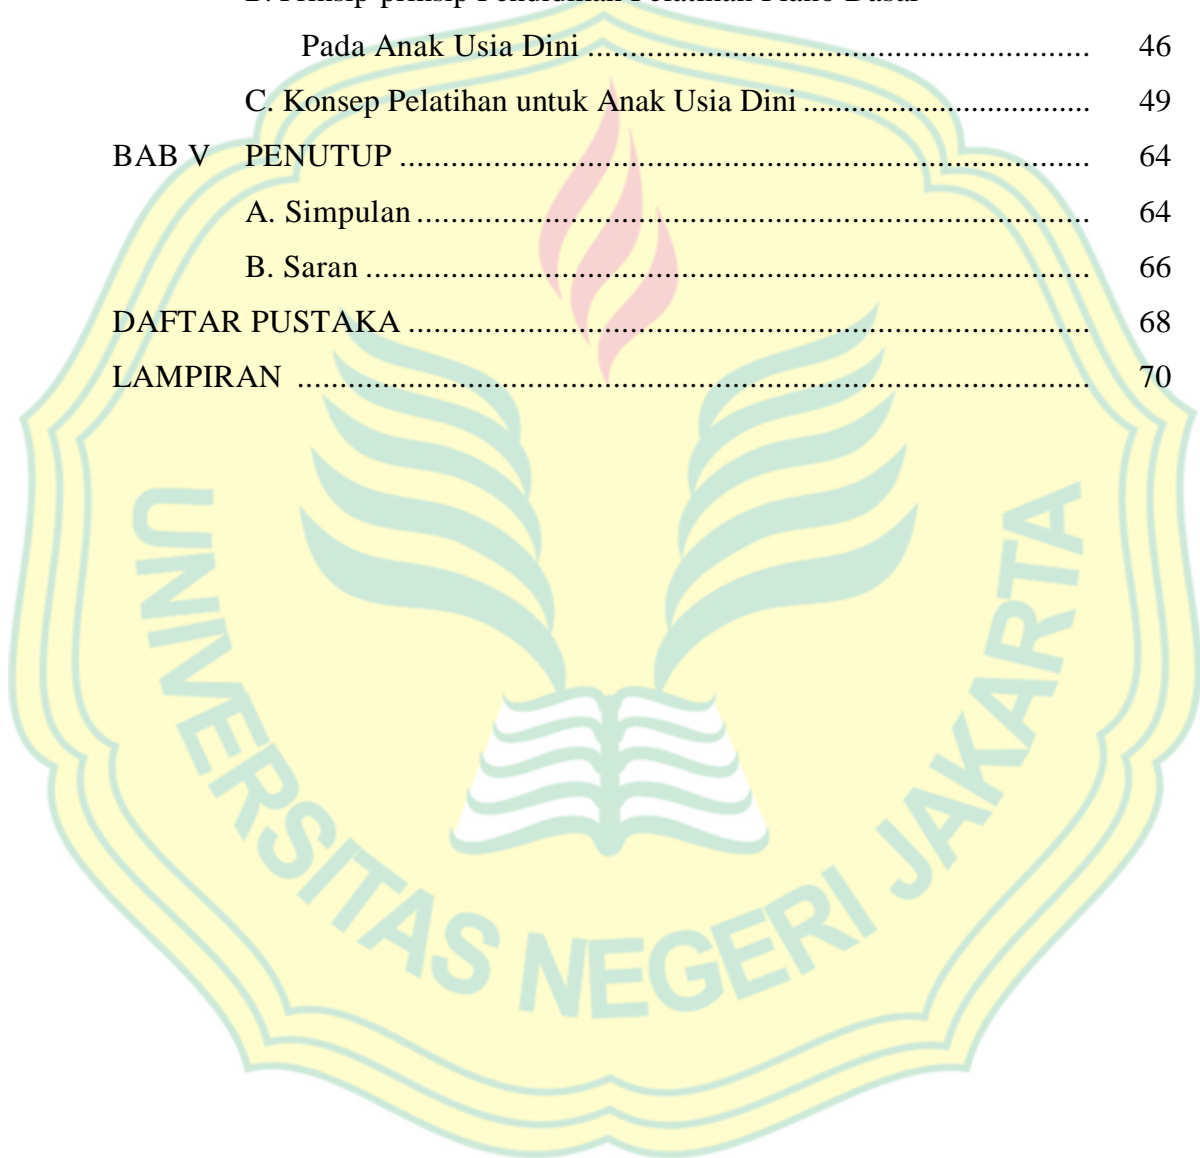 Pada Anak Usia Dini ........................................................... 46
C. Konsep Pelatihan untuk Anak Usia Dini .................................. 49
BAB V PENUTUP ................................................................................. 64
A. Simpulan ............................................................................... 64
B. Saran ..................................................................................... 66
DAFTAR PUSTAKA ................................................................................ 68
LAMPIRAN ............................................................................................. 70
UNIVERSITAS NEGERI JAKARTA